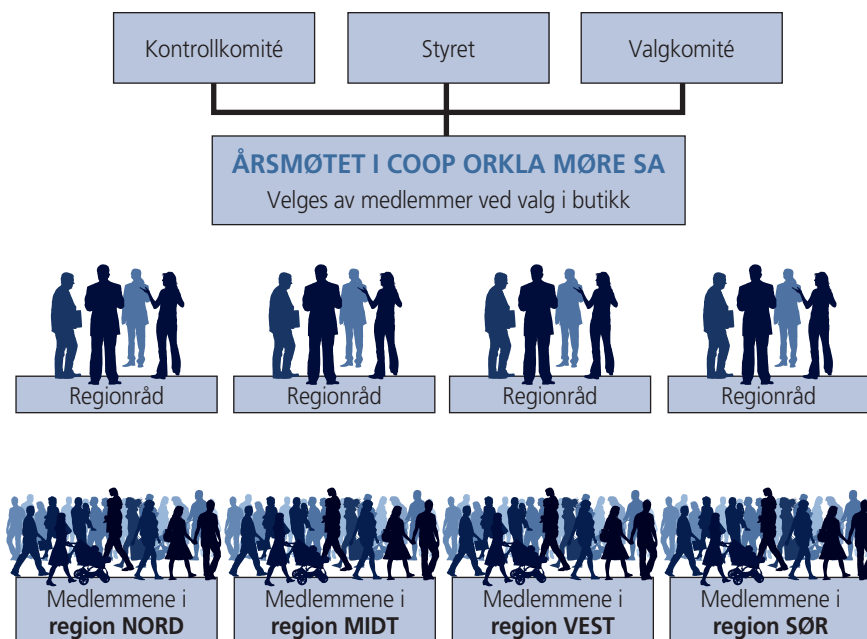 Kontrollkomité
Styret
Valgkomité
ÅRSMØTET I COOP ORKLA MØRE SA
Velges av medlemmer ved valg i butikk
Regionråd
Regionråd
Regionråd
Regionråd
Medlemmene i
region NORD
Medlemmene i
region MIDT
Medlemmene i
region VEST
Medlemmene i
region SØR